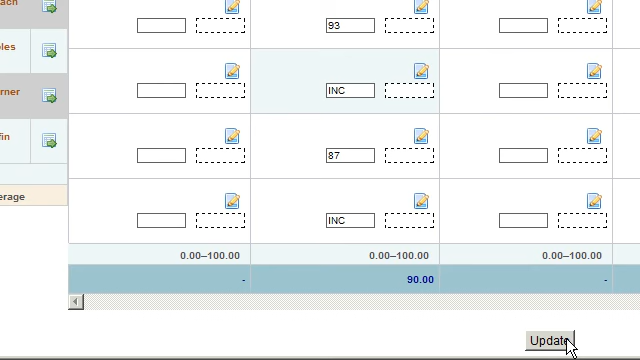 ach
93
les
rner
INC
fin
87
erage
INC
0.00–100.00 0.00–100.00 0.00–100.00
- 90.00 -
Update